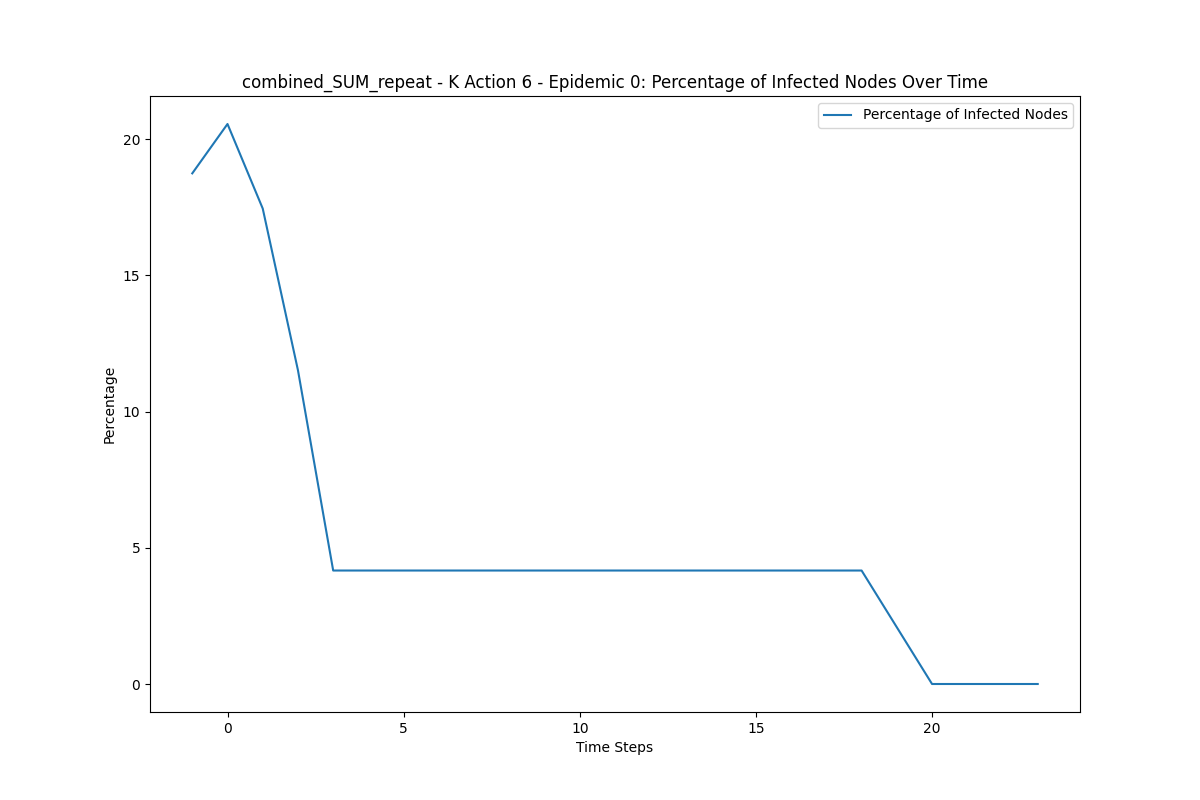 combined_SUM_repeat - K Action 6 - Epidemic 0: Percentage of Infected Nodes Over Time
Percentage of Infected Nodes
20
15
10
5
0
Percentage
0 5 10 15 20
Time Steps